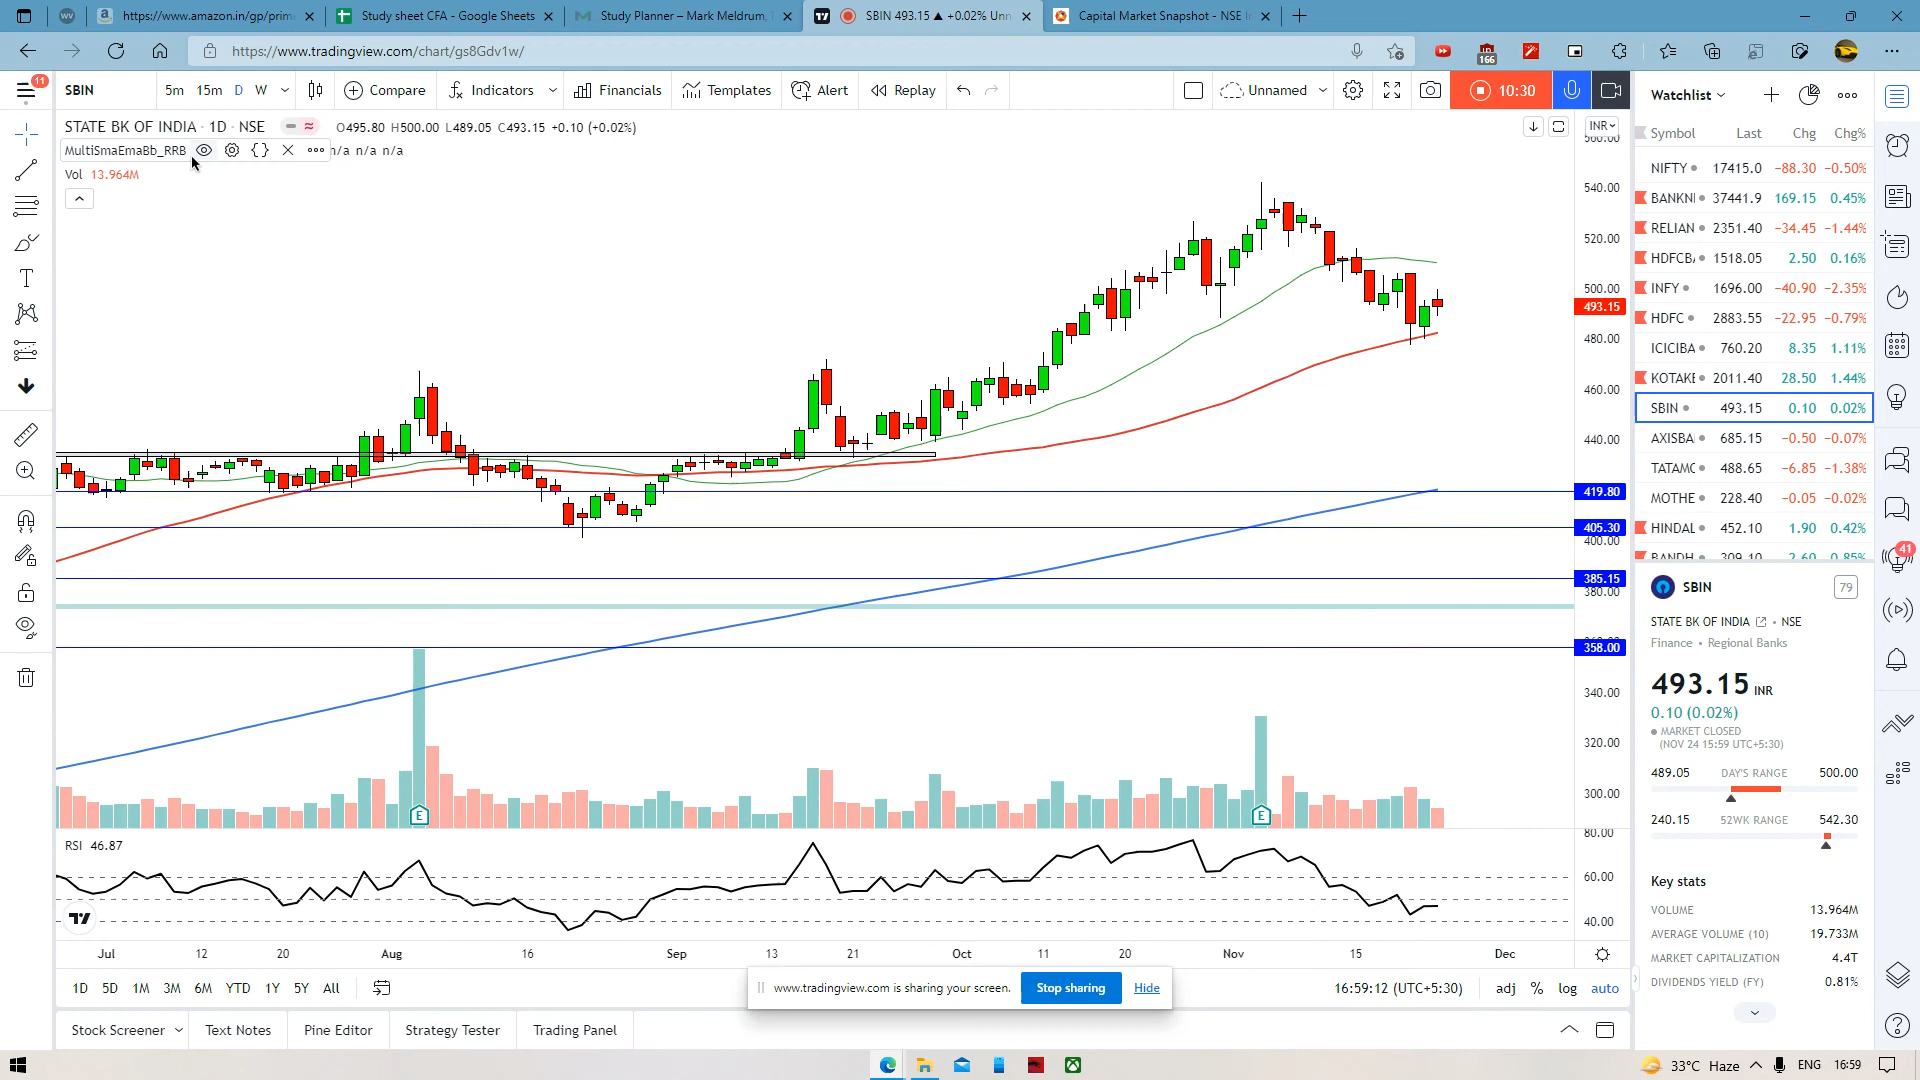 https://www.amazon.in/gp/prim
Study sheet CFA - Google Sheets
Study Planner – Mark Meldrum,
SBIN 493.15 ▲ +0.02% Unn
Capital Market Snapshot - NSE I
https://www.tradingview.com/chart/gs8Gdv1w/
166
11
SBIN
5m 15m D W
Compare
Indicators
Financials
Templates
Alert
Replay
Unnamed
10:30
STATE BK OF INDIA · 1D · NSE
O495.80 H500.00 L489.05 C493.15 +0.10 (+0.02%)
MultiSmaEmaBb_RRB
n/a n/a n/a
Vol 13.964M
INR
540.00
520.00
500.00
493.15
480.00
460.00
440.00
419.80
405.30
400.00
385.15
380.00
358.00
340.00
320.00
300.00
E
E
RSI 46.87
80.00
60.00
40.00
Jul 12 20 Aug 16 Sep 13 21 Oct 11 20 Nov 15 Dec
1D 5D 1M 3M 6M YTD 1Y 5Y All
www.tradingview.com is sharing your screen.
Stop sharing
Hide
16:59:12 (UTC+5:30)
adj % log auto
Stock Screener
Text Notes
Pine Editor
Strategy Tester
Trading Panel
Watchlist
Symbol Last Chg Chg%
NIFTY 17415.0 −88.30 −0.50%
BANKNI 37441.9 169.15 0.45%
RELIAN 2351.40 −34.45 −1.44%
HDFCBA 1518.05 2.50 0.16%
INFY 1696.00 −40.90 −2.35%
HDFC 2883.55 −22.95 −0.79%
ICICIBA 760.20 8.35 1.11%
KOTAKE 2011.40 28.50 1.44%
SBIN 493.15 0.10 0.02%
AXISBA 685.15 −0.50 −0.07%
TATAMC 488.65 −6.85 −1.38%
MOTHE 228.40 −0.05 −0.02%
HINDAL 452.10 1.90 0.42%
BANDH 309.10 2.60 0.85%
41
SBIN
79
STATE BK OF INDIA · NSE
Finance · Regional Banks
493.15 INR
0.10 (0.02%)
MARKET CLOSED
(NOV 24 15:59 UTC+5:30)
489.05 DAY'S RANGE 500.00
240.15 52WK RANGE 542.30
Key stats
VOLUME 13.964M
AVERAGE VOLUME (10) 19.733M
MARKET CAPITALIZATION 4.4T
DIVIDENDS YIELD (FY) 0.81%
33°C Haze
ENG
16:59